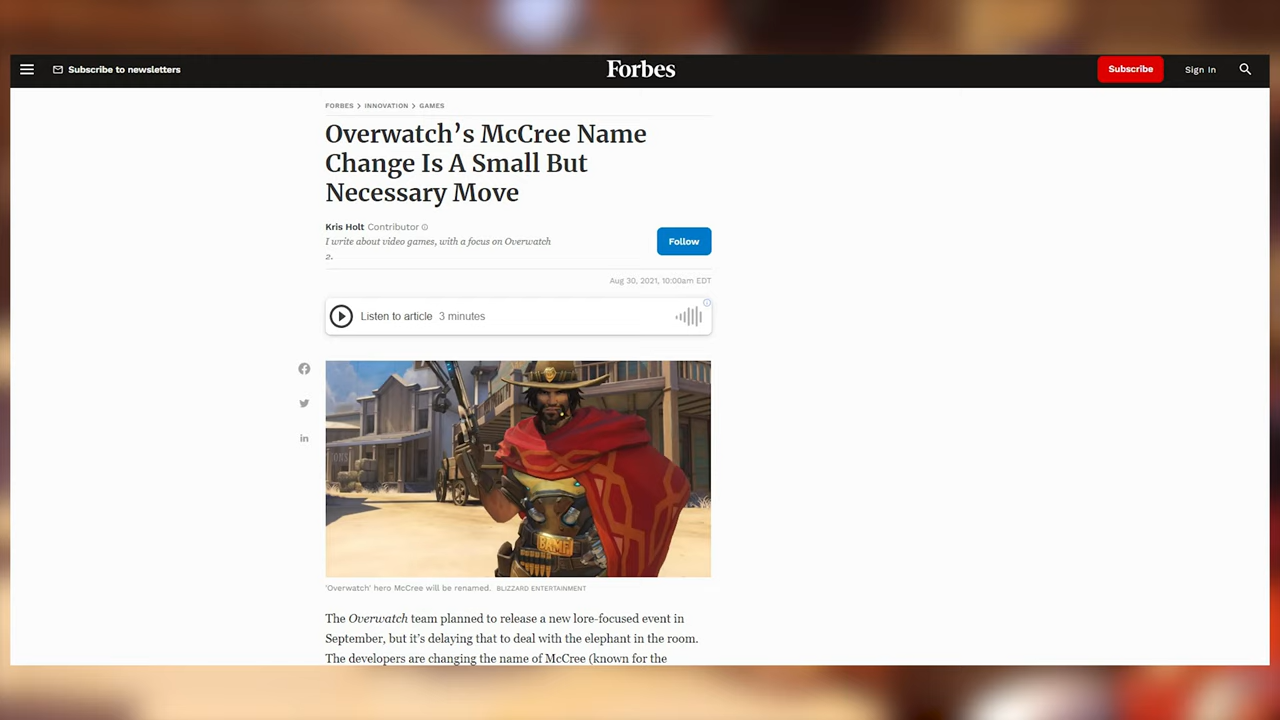 Subscribe to newsletters
Forbes
Subscribe
Sign In
FORBES > INNOVATION > GAMES
Overwatch's McCree Name
Change Is A Small But
Necessary Move
Kris Holt Contributor
I write about video games, with a focus on Overwatch
2.
Follow
Aug 30, 2021, 10:00am EDT
Listen to article 3 minutes
BAMF
'Overwatch' hero McCree will be renamed. BLIZZARD ENTERTAINMENT
The Overwatch team planned to release a new lore-focused event in
September, but it's delaying that to deal with the elephant in the room.
The developers are changing the name of McCree (known for the